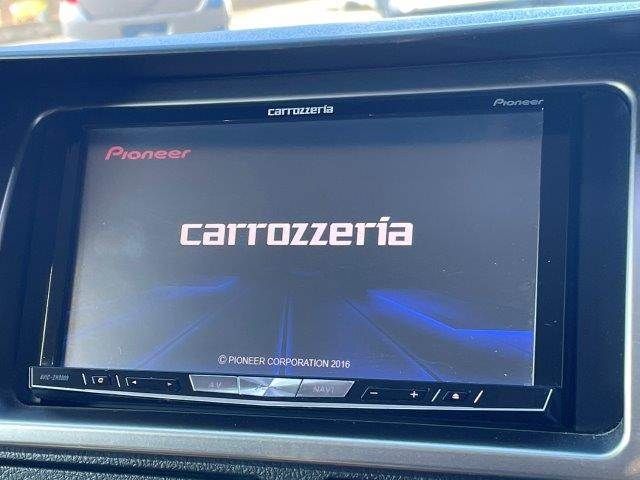 carrozzeria
Pioneer
Pioneer
carrozzeria
© PIONEER CORPORATION 2016
AV
NAVI
− +